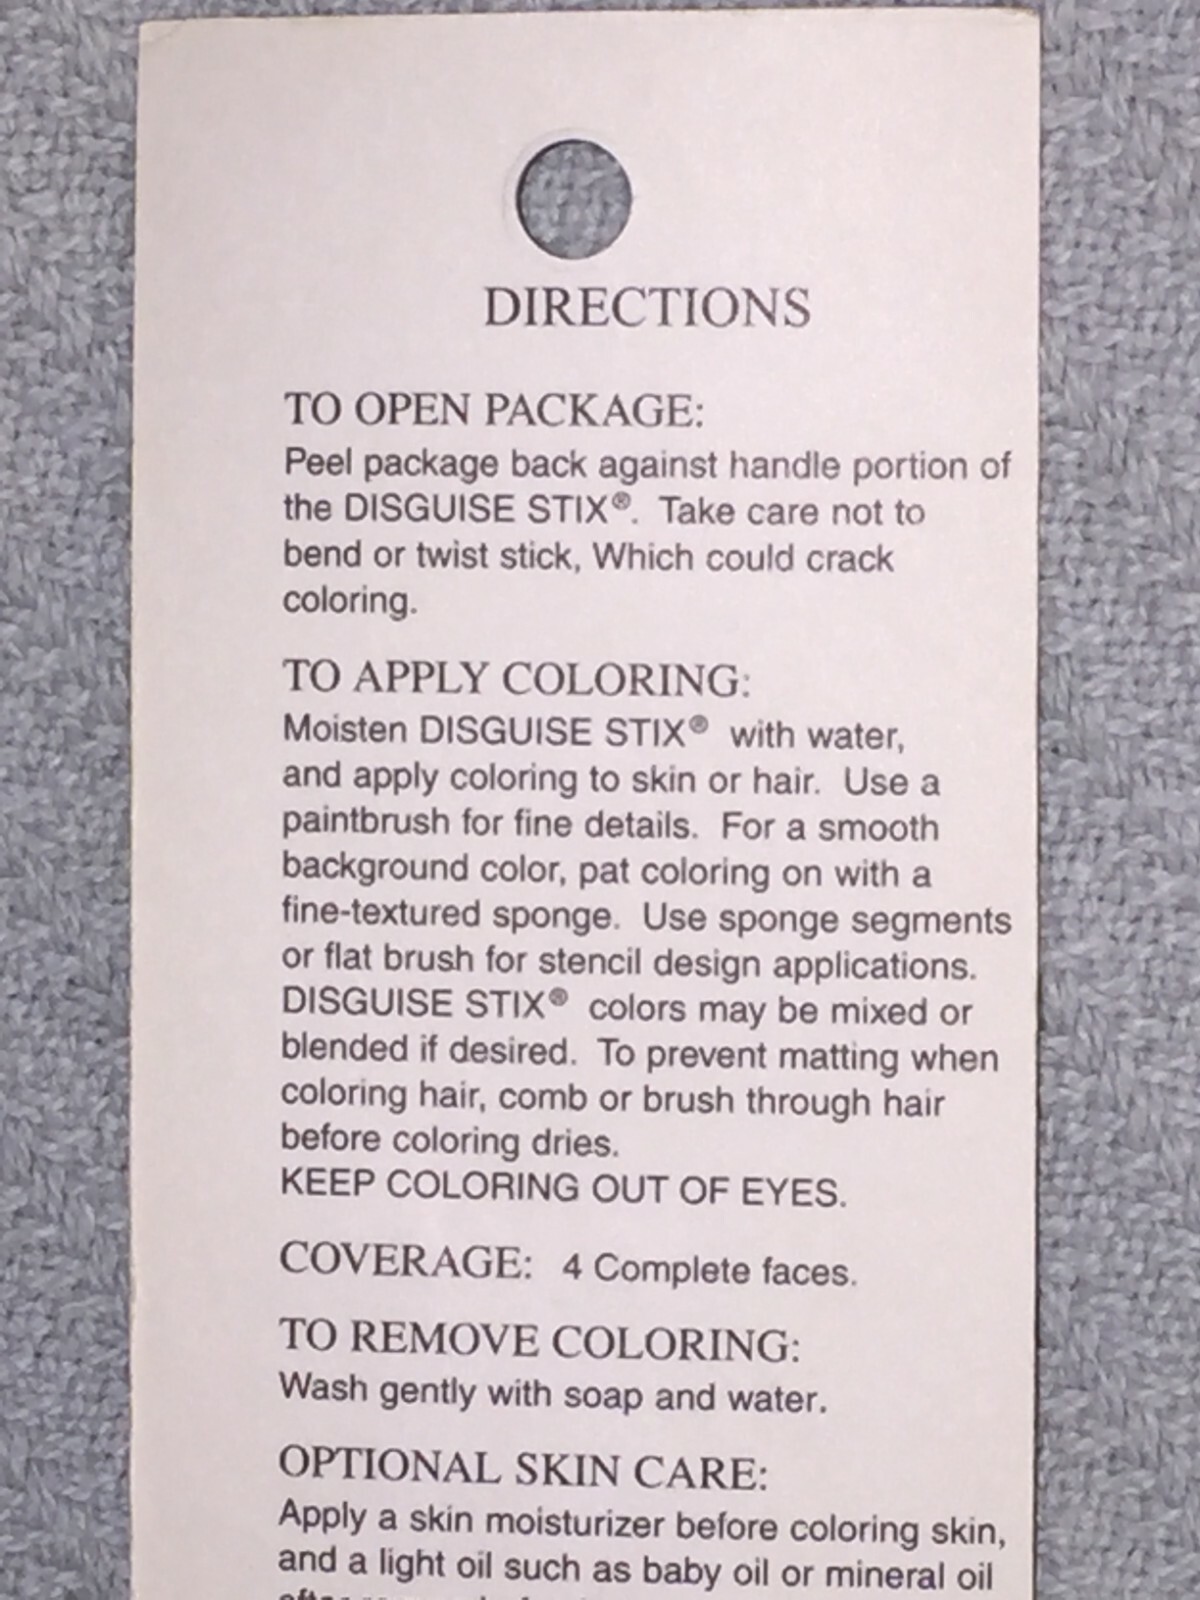 DIRECTIONS
TO OPEN PACKAGE:
Peel package back against handle portion of
the DISGUISE STIX®. Take care not to
bend or twist stick, Which could crack
coloring.
TO APPLY COLORING:
Moisten DISGUISE STIX® with water,
and apply coloring to skin or hair. Use a
paintbrush for fine details. For a smooth
background color, pat coloring on with a
fine-textured sponge. Use sponge segments
or flat brush for stencil design applications.
DISGUISE STIX® colors may be mixed or
blended if desired. To prevent matting when
coloring hair, comb or brush through hair
before coloring dries.
KEEP COLORING OUT OF EYES.
COVERAGE: 4 Complete faces.
TO REMOVE COLORING:
Wash gently with soap and water.
OPTIONAL SKIN CARE:
Apply a skin moisturizer before coloring skin,
and a light oil such as baby oil or mineral oil